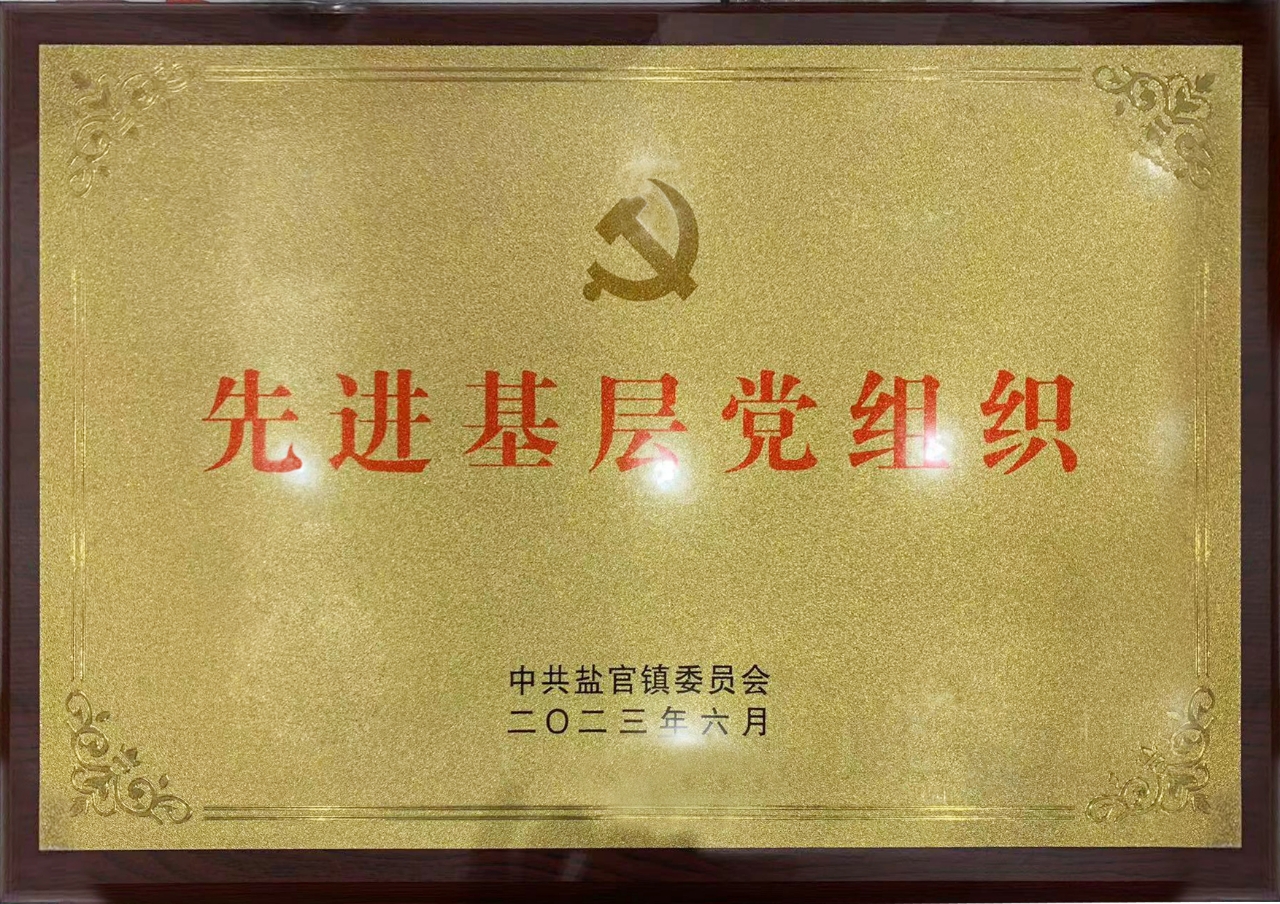 先进基层党组织
中共盐官镇委员会
二〇二三年六月